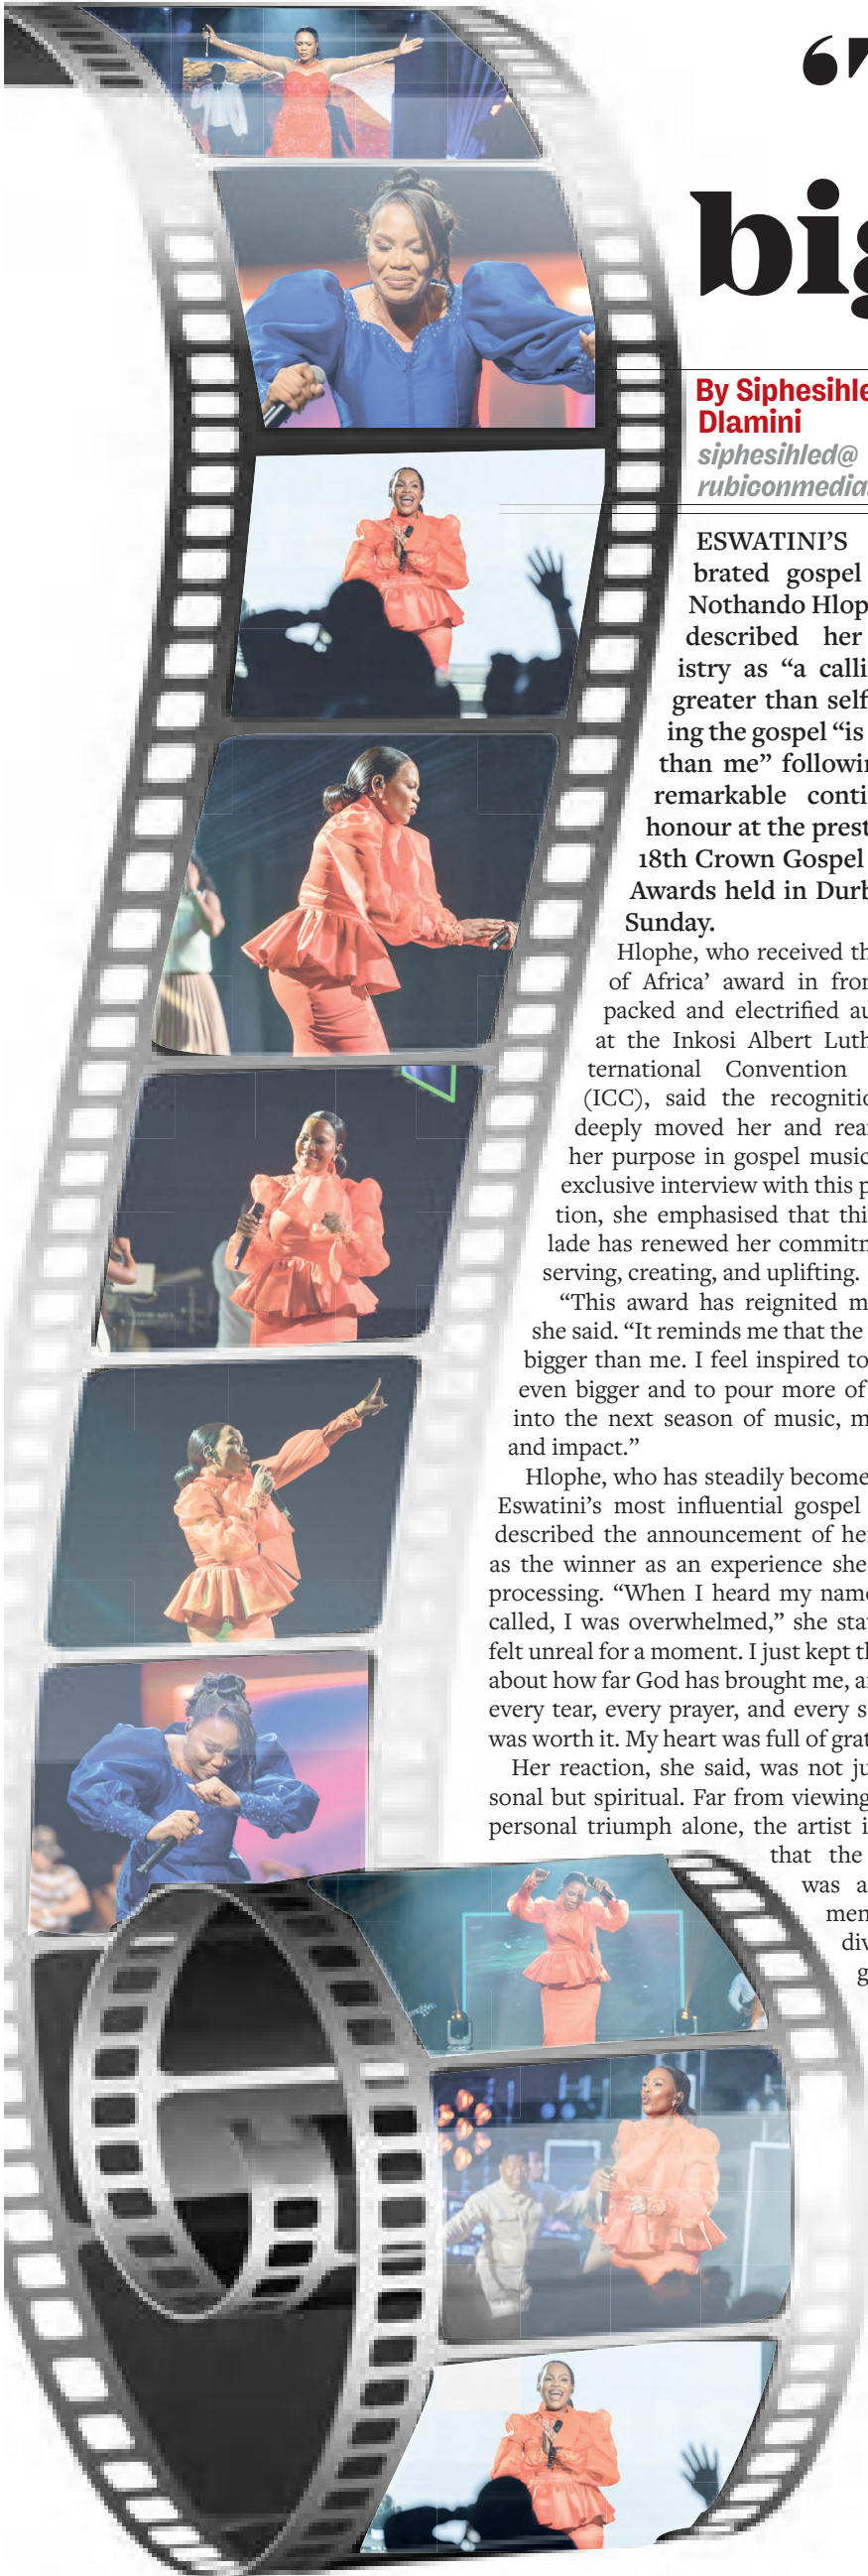 ‘T
big
By Siphesihle
Dlamini
siphesihled@
rubiconmedia
ESWATINI’S
brated gospel
Nothando Hlop
described her
istry as “a calli
greater than self
ing the gospel “is
than me” followin
remarkable conti
honour at the prest
18th Crown Gospel
Awards held in Durb
Sunday.
Hlophe, who received th
of Africa’ award in fron
packed and electrified au
at the Inkosi Albert Luth
ternational Convention
(ICC), said the recognitio
deeply moved her and rea
her purpose in gospel music
exclusive interview with this p
tion, she emphasised that thi
lade has renewed her commitn
serving, creating, and uplifting.
“This award has reignited m
she said. “It reminds me that the
bigger than me. I feel inspired to
even bigger and to pour more of
into the next season of music, m
and impact.”
Hlophe, who has steadily become
Eswatini’s most influential gospel
described the announcement of her
as the winner as an experience she
processing. “When I heard my name
called, I was overwhelmed,” she stat
felt unreal for a moment. I just kept th
about how far God has brought me, an
every tear, every prayer, and every s
was worth it. My heart was full of grat
Her reaction, she said, was not ju
sonal but spiritual. Far from viewing
personal triumph alone, the artist i
that the
was a
men
div
g